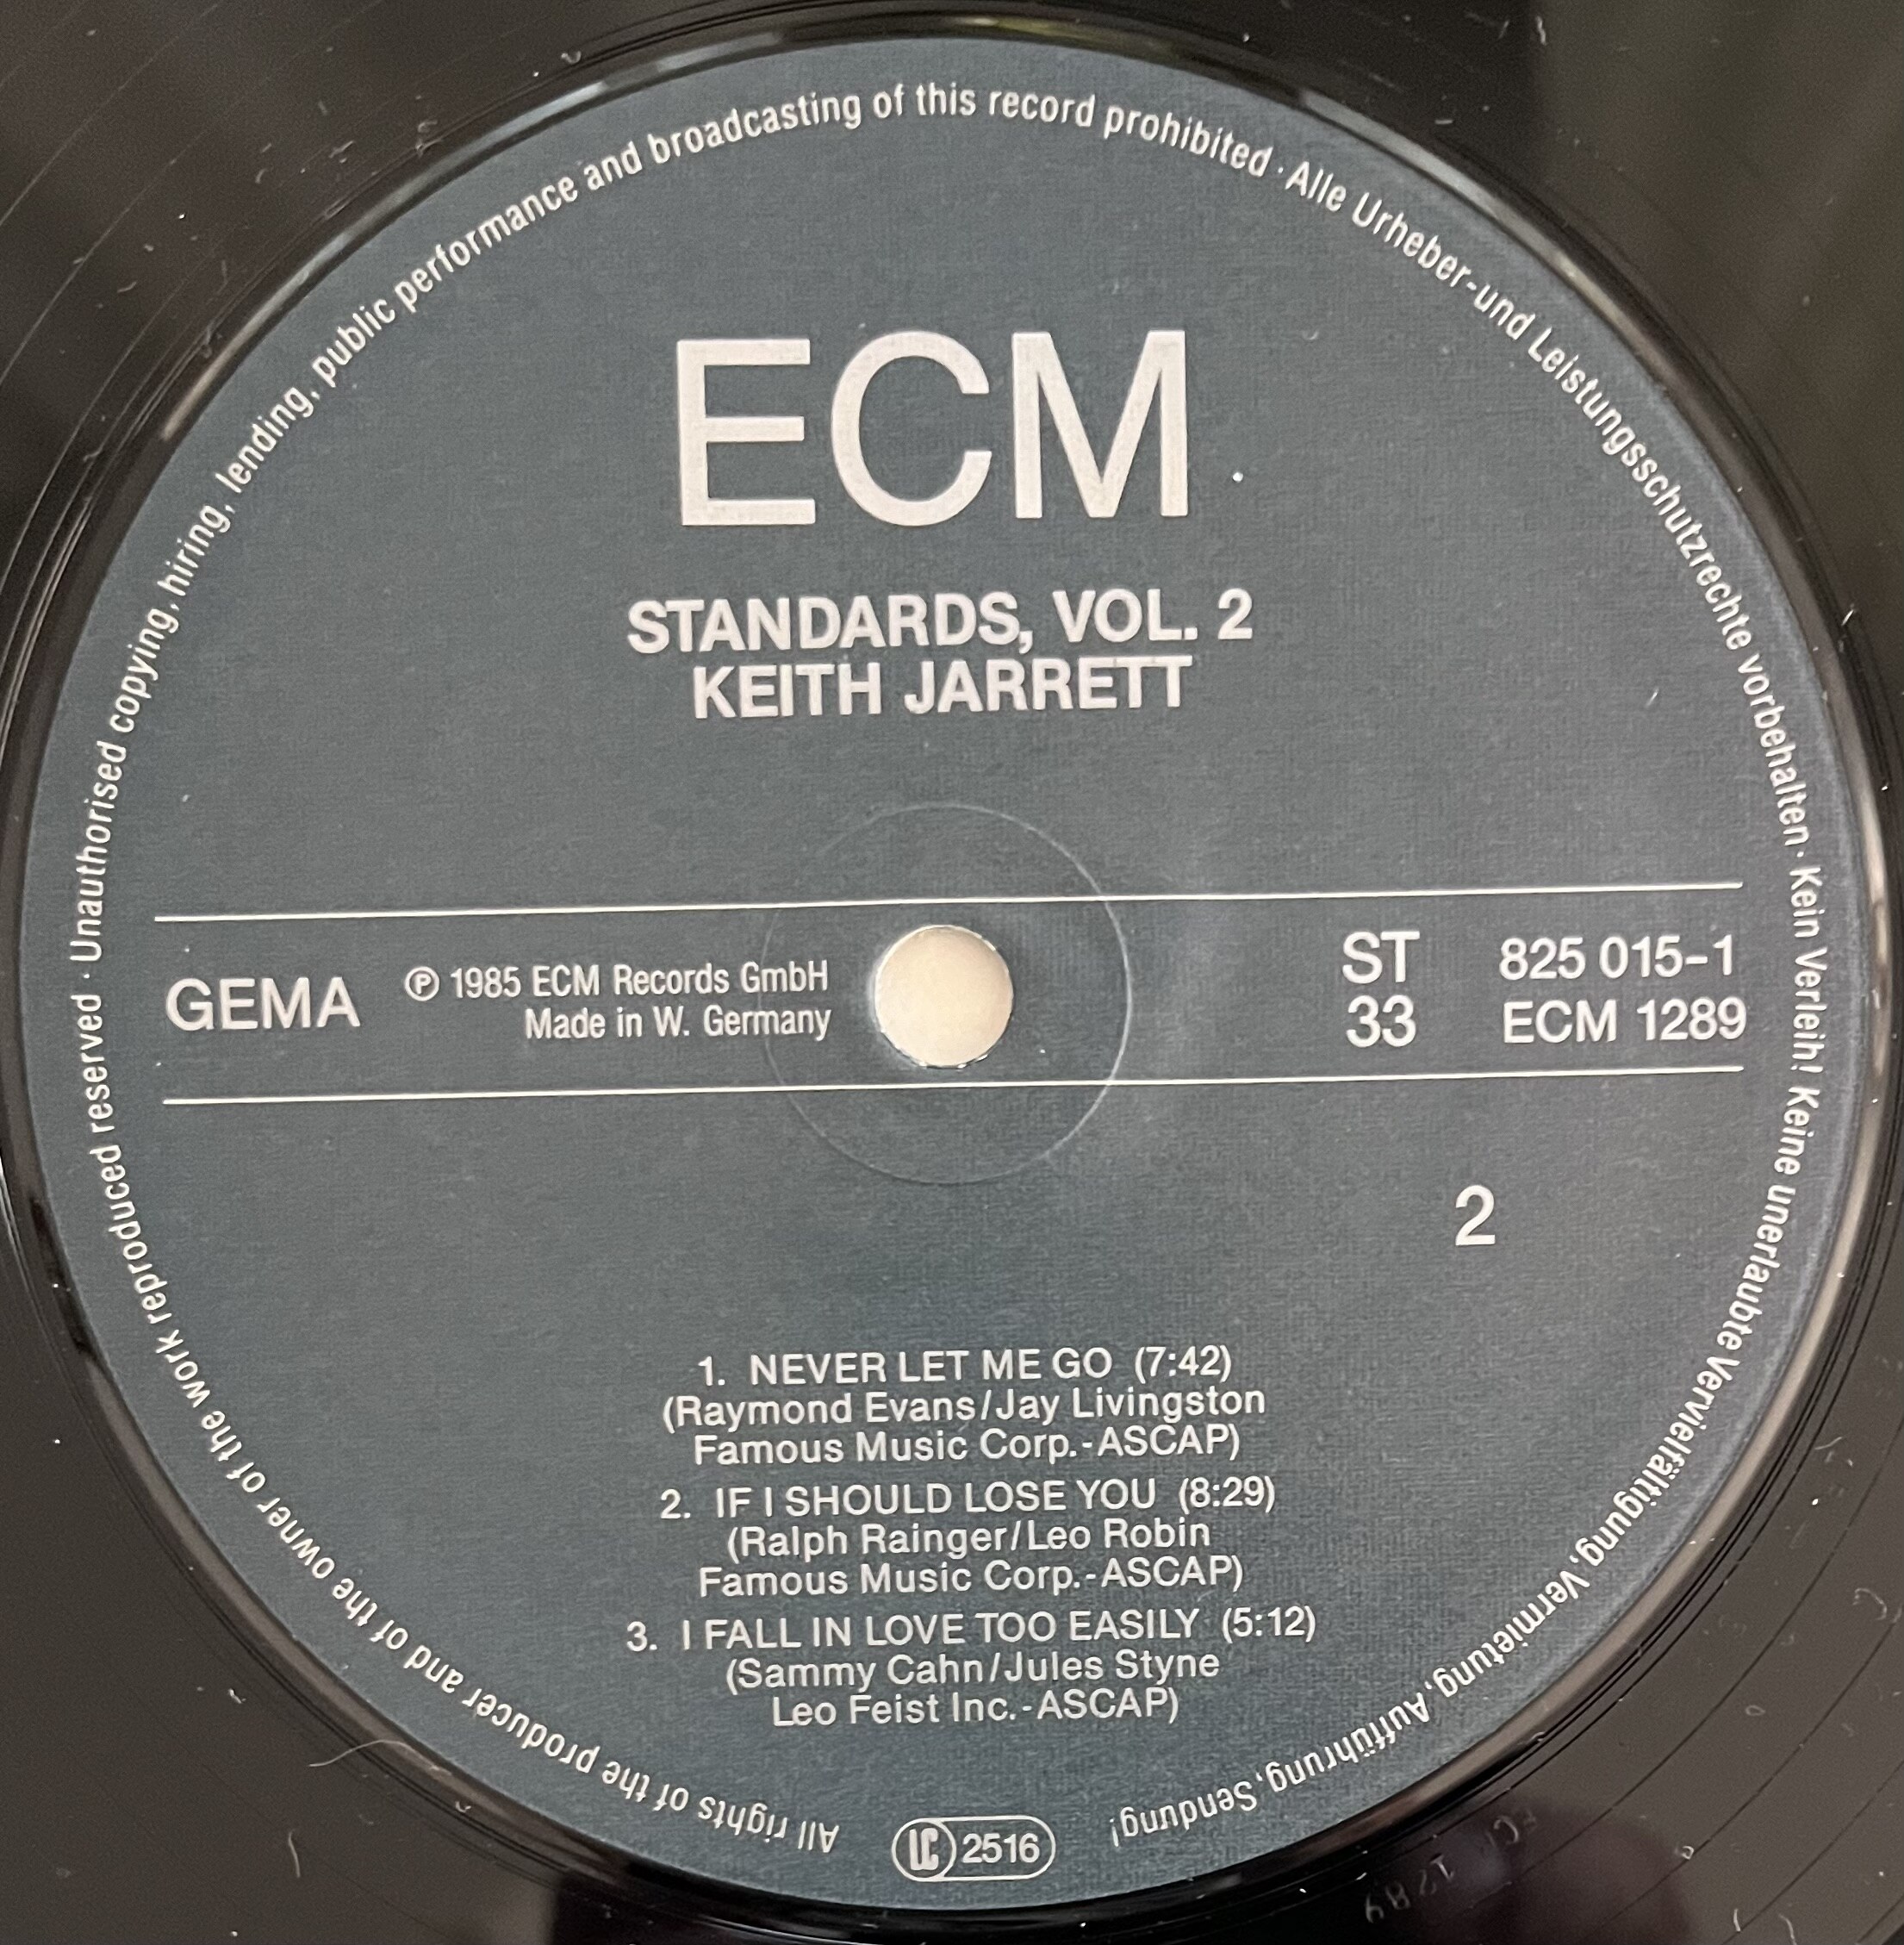 All rights of the producer and of the owner of the work reproduced reserved · Unauthorised copying, hiring, lending, public performance and broadcasting of this record prohibited · Alle Urheber-und Leistungsschutzrechte vorbehalten · Kein Verleih! Keine unerlaubte Vervielfältigung, Vermietung, Aufführung, Sendung!
ECM
STANDARDS, VOL. 2
KEITH JARRETT
GEMA
℗ 1985 ECM Records GmbH
Made in W. Germany
ST 825 015-1
33 ECM 1289
2
1. NEVER LET ME GO (7:42)
(Raymond Evans/Jay Livingston
Famous Music Corp.-ASCAP)
2. IF I SHOULD LOSE YOU (8:29)
(Ralph Rainger/Leo Robin
Famous Music Corp.-ASCAP)
3. I FALL IN LOVE TOO EASILY (5:12)
(Sammy Cahn/Jules Styne
Leo Feist Inc.-ASCAP)
LC 2516
ECM 1289